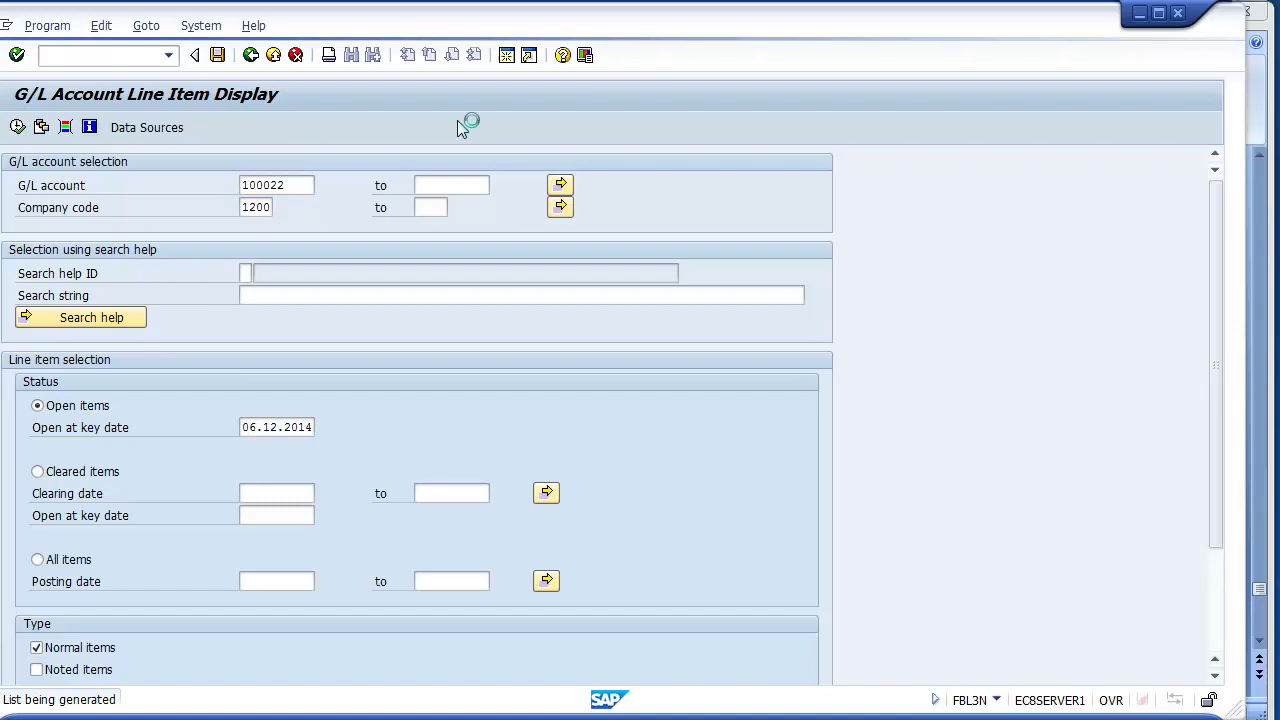 Program Edit Goto System Help
G/L Account Line Item Display
Data Sources
G/L account selection
G/L account 100022 to
Company code 1200 to
Selection using search help
Search help ID
Search string
Search help
Line item selection
Status
Open items
Open at key date 06.12.2014
Cleared items
Clearing date to
Open at key date
All items
Posting date to
Type
Normal items
Noted items
List being generated SAP FBL3N EC8SERVER1 OVR